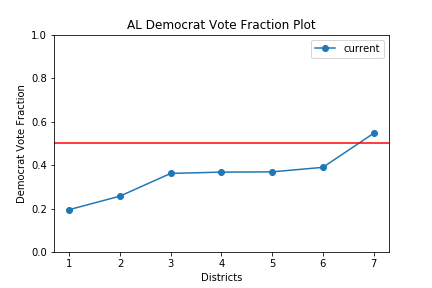 AL Democrat Vote Fraction Plot
current
1.0
0.8
0.6
0.4
0.2
0.0
Democrat Vote Fraction
1 2 3 4 5 6 7
Districts